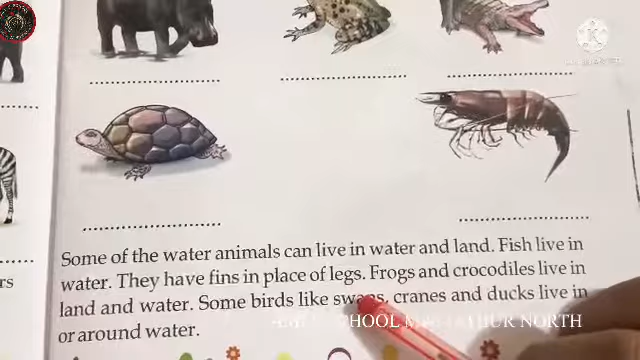 Some of the water animals can live in water and land. Fish live in
water. They have fins in place of legs. Frogs and crocodiles live in
land and water. Some birds like swans, cranes and ducks live in
or around water.
rs